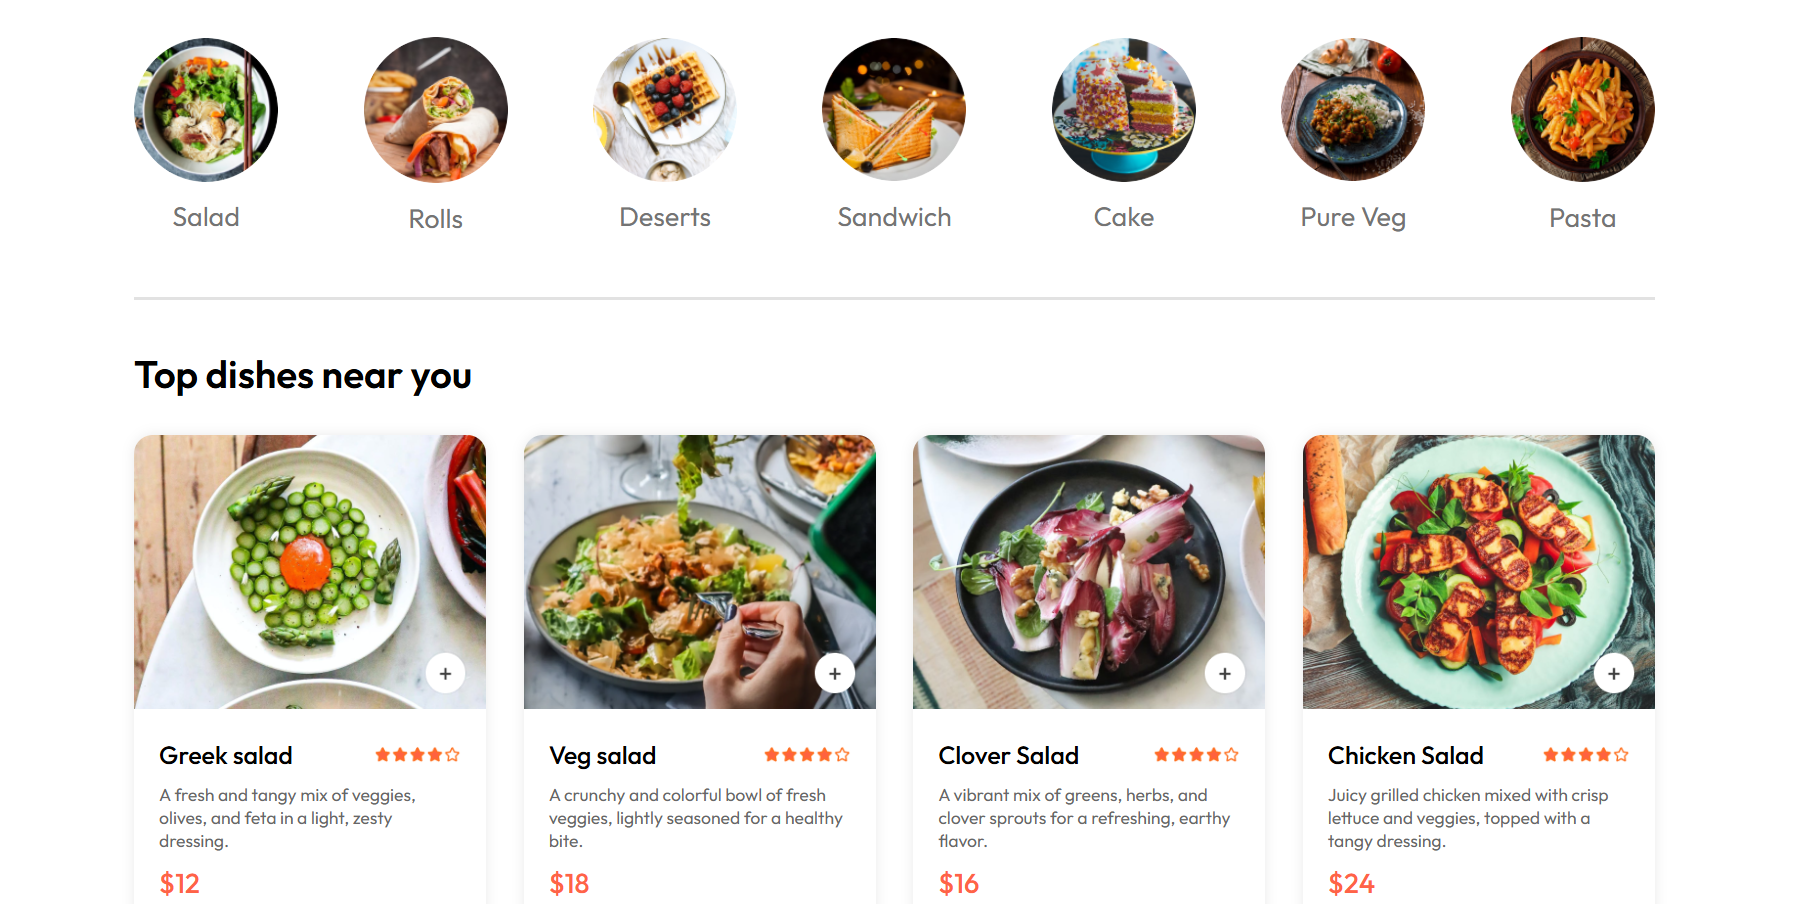 Salad
Rolls
Deserts
Sandwich
Cake
Pure Veg
Pasta
Top dishes near you
Greek salad
A fresh and tangy mix of veggies,
olives, and feta in a light, zesty
dressing.
$12
Veg salad
A crunchy and colorful bowl of fresh
veggies, lightly seasoned for a healthy
bite.
$18
Clover Salad
A vibrant mix of greens, herbs, and
clover sprouts for a refreshing, earthy
flavor.
$16
Chicken Salad
Juicy grilled chicken mixed with crisp
lettuce and veggies, topped with a
tangy dressing.
$24